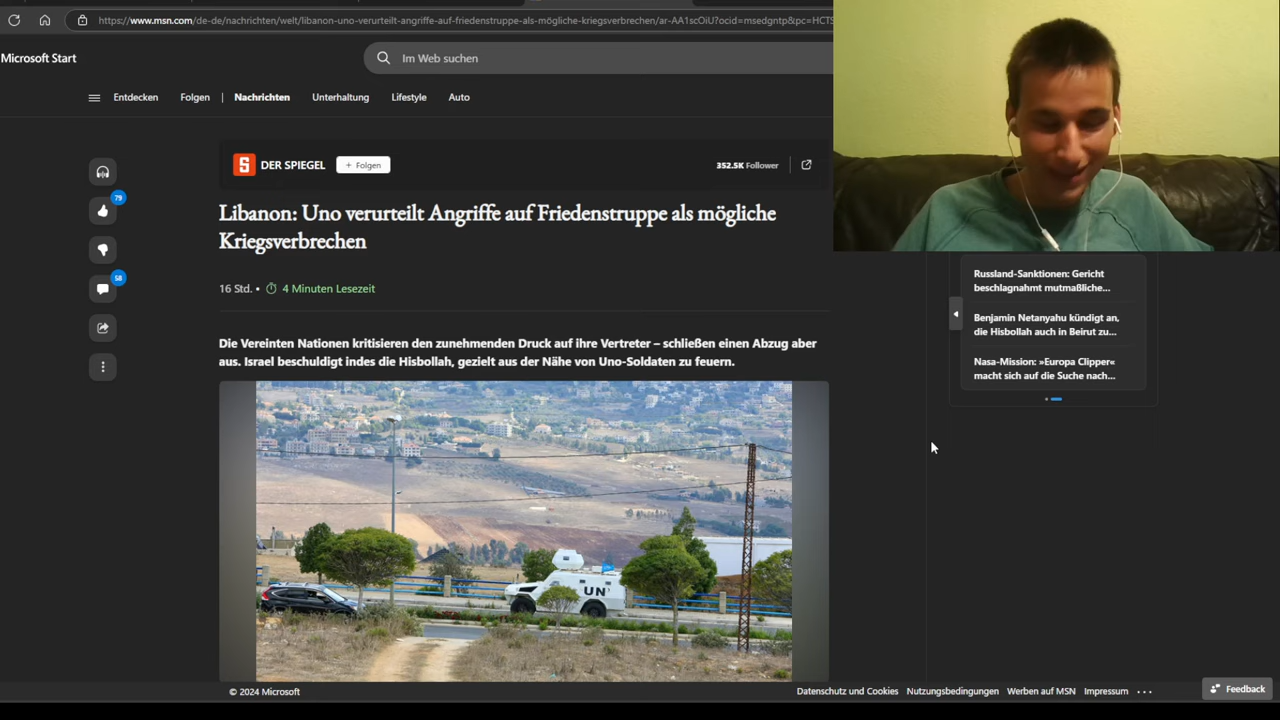 https://www.msn.com/de-de/nachrichten/welt/libanon-uno-verurteilt-angriffe-auf-friedenstruppe-als-mögliche-kriegsverbrechen/ar-AA1scOiU?ocid=msedgntp&pc=HCTS
Microsoft Start
Im Web suchen
Entdecken
Folgen
Nachrichten
Unterhaltung
Lifestyle
Auto
DER SPIEGEL
+ Folgen
352.5K Follower
79
58
Libanon: Uno verurteilt Angriffe auf Friedenstruppe als mögliche
Kriegsverbrechen
16 Std. • 4 Minuten Lesezeit
Die Vereinten Nationen kritisieren den zunehmenden Druck auf ihre Vertreter – schließen einen Abzug aber
aus. Israel beschuldigt indes die Hisbollah, gezielt aus der Nähe von Uno-Soldaten zu feuern.
UN
Russland-Sanktionen: Gericht
beschlagnahmt mutmaßliche...
Benjamin Netanyahu kündigt an,
die Hisbollah auch in Beirut zu...
Nasa-Mission: »Europa Clipper«
macht sich auf die Suche nach...
© 2024 Microsoft
Datenschutz und Cookies
Nutzungsbedingungen
Werben auf MSN
Impressum
...
Feedback